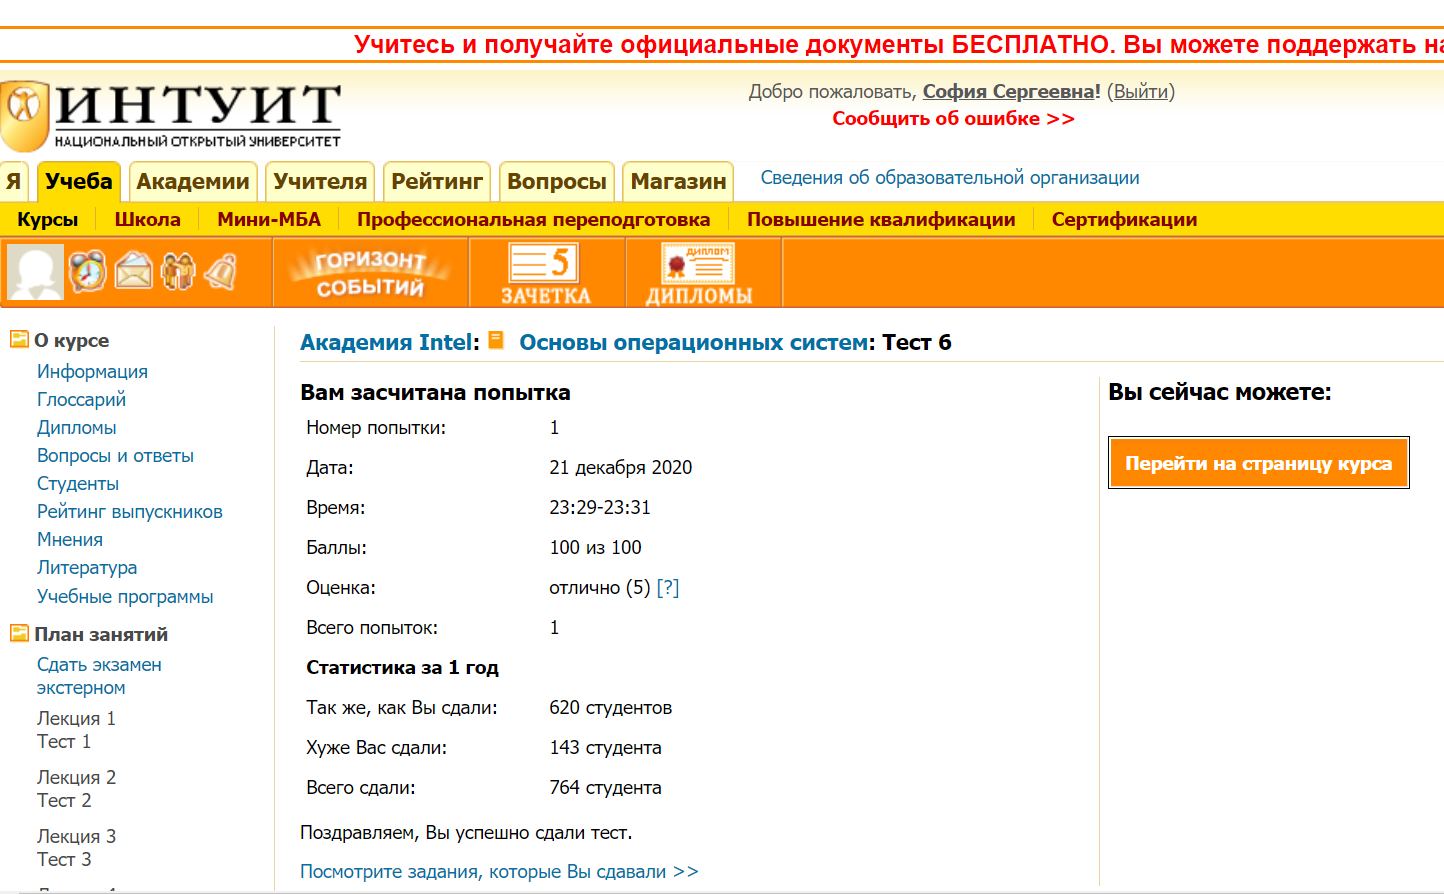 Учитесь и получайте официальные документы БЕСПЛАТНО. Вы можете поддержать
ИНТУИТ
НАЦИОНАЛЬНЫЙ ОТКРЫТЫЙ УНИВЕРСИТЕТ
Добро пожаловать, София Сергеевна! (Выйти)
Сообщить об ошибке >>
Я Учеба Академии Учителя Рейтинг Вопросы Магазин Сведения об образовательной организации
Курсы Школа Мини-МБА Профессиональная переподготовка Повышение квалификации Сертификации
ГОРИЗОНТ
СОБЫТИЙ
5
ЗАЧЕТКА
ДИПЛОМ
ДИПЛОМЫ
О курсе
Информация
Глоссарий
Дипломы
Вопросы и ответы
Студенты
Рейтинг выпускников
Мнения
Литература
Учебные программы
План занятий
Сдать экзамен
экстерном
Лекция 1
Тест 1
Лекция 2
Тест 2
Лекция 3
Тест 3
Академия Intel: Основы операционных систем: Тест 6
Вам засчитана попытка
Номер попытки: 1
Дата: 21 декабря 2020
Время: 23:29-23:31
Баллы: 100 из 100
Оценка: отлично (5) [?]
Всего попыток: 1
Статистика за 1 год
Так же, как Вы сдали: 620 студентов
Хуже Вас сдали: 143 студента
Всего сдали: 764 студента
Поздравляем, Вы успешно сдали тест.
Посмотрите задания, которые Вы сдавали >>
Вы сейчас можете:
Перейти на страницу курса